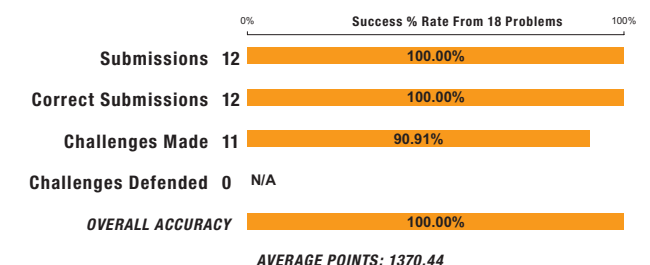 0% Success % Rate From 18 Problems 100%
Submissions 12 100.00%
Correct Submissions 12 100.00%
Challenges Made 11 90.91%
Challenges Defended 0 N/A
OVERALL ACCURACY 100.00%
AVERAGE POINTS: 1370.44